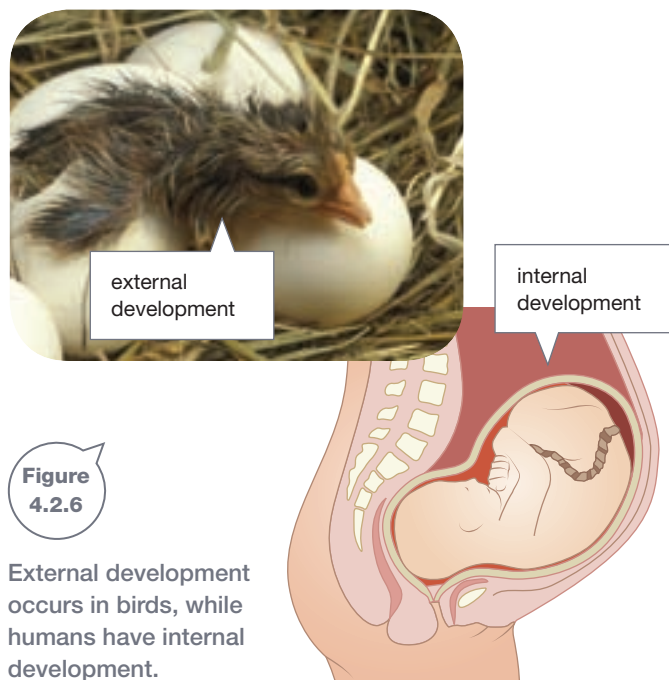 external
development
internal
development
Figure
4.2.6
External development
occurs in birds, while
humans have internal
development.